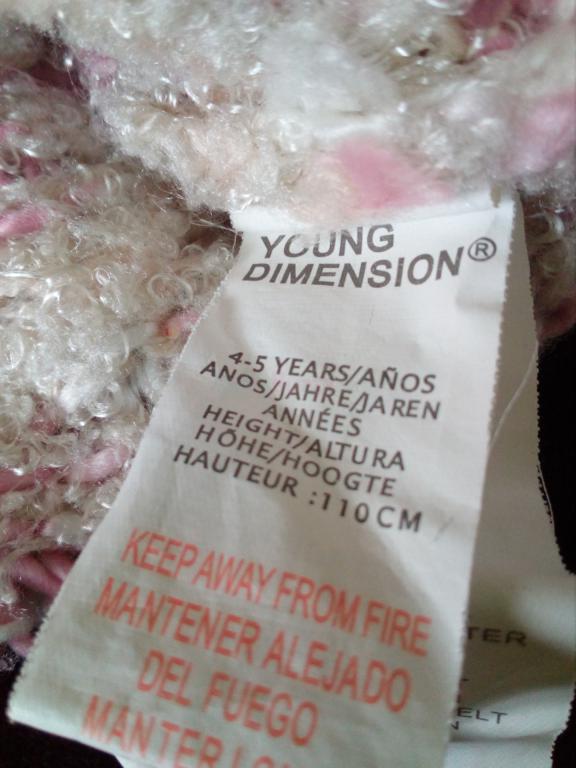 YOUNG
DIMENSION®
4-5 YEARS/AÑOS
ANOS/JAHRE/JAREN
ANNÉES
HEIGHT/ALTURA
HÖHE/HOOGTE
HAUTEUR :110CM
KEEP AWAY FROM FIRE
MANTENER ALEJADO
DEL FUEGO
MANTER